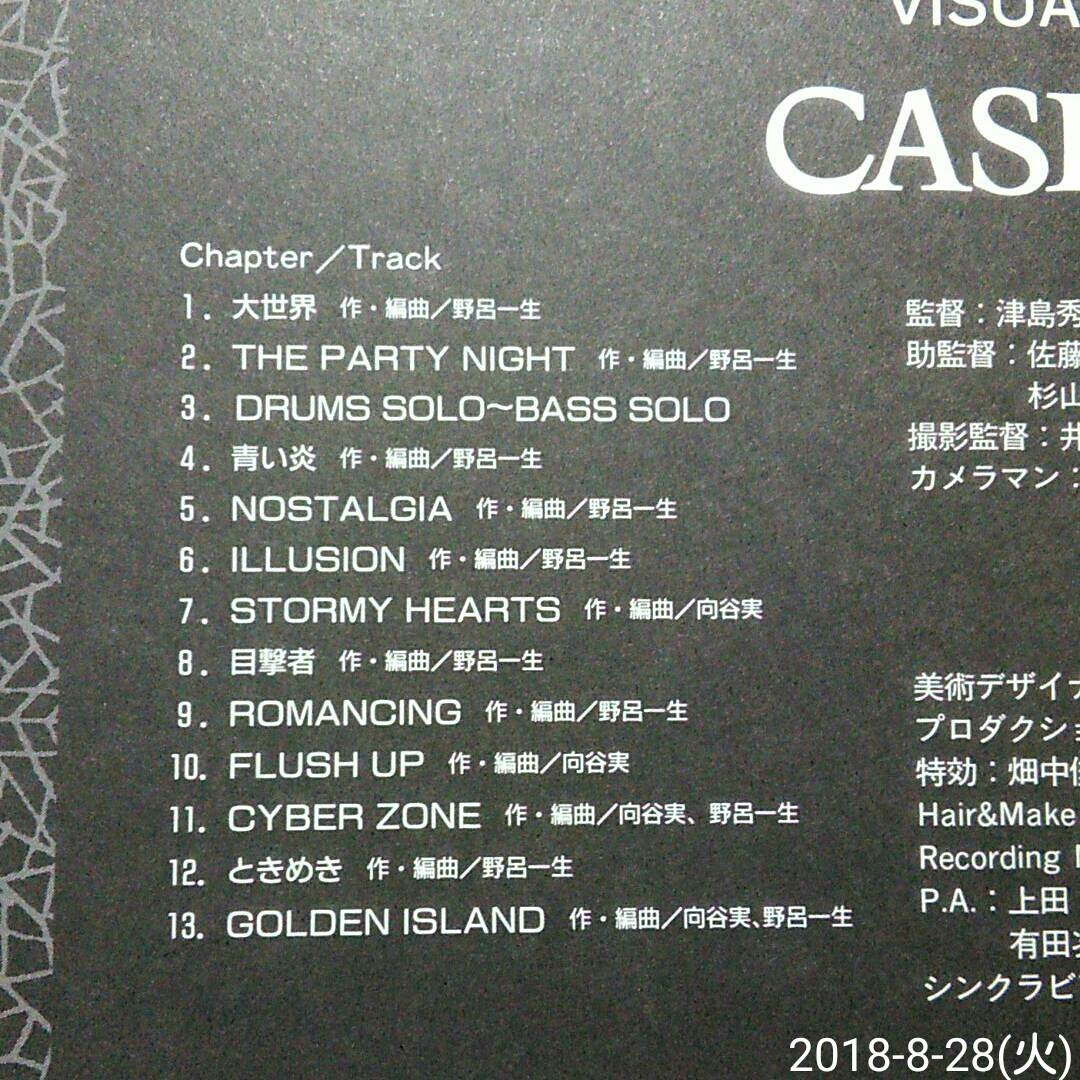 VISUA
CASI
Chapter／Track
1. 大世界 作・編曲／野呂一生
2. THE PARTY NIGHT 作・編曲／野呂一生
3. DRUMS SOLO～BASS SOLO
4. 青い炎 作・編曲／野呂一生
5. NOSTALGIA 作・編曲／野呂一生
6. ILLUSION 作・編曲／野呂一生
7. STORMY HEARTS 作・編曲／向谷実
8. 目撃者 作・編曲／野呂一生
9. ROMANCING 作・編曲／野呂一生
10. FLUSH UP 作・編曲／向谷実
11. CYBER ZONE 作・編曲／向谷実、野呂一生
12. ときめき 作・編曲／野呂一生
13. GOLDEN ISLAND 作・編曲／向谷実、野呂一生
監督：津島秀
助監督：佐藤
杉山
撮影監督：井
カメラマン：
美術デザイナ
プロダクショ
特効：畑中
Hair&Make
Recording
P.A.：上田
有田
シンクラビ
2018-8-28(火)